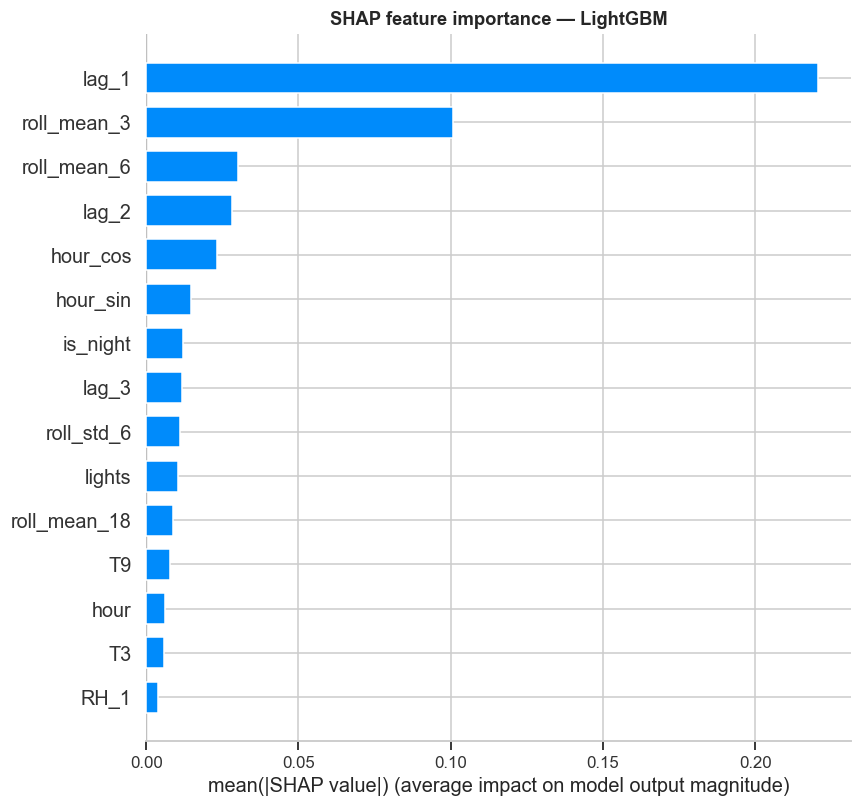 SHAP feature importance — LightGBM
lag_1
roll_mean_3
roll_mean_6
lag_2
hour_cos
hour_sin
is_night
lag_3
roll_std_6
lights
roll_mean_18
T9
hour
T3
RH_1
0.00 0.05 0.10 0.15 0.20
mean(|SHAP value|) (average impact on model output magnitude)